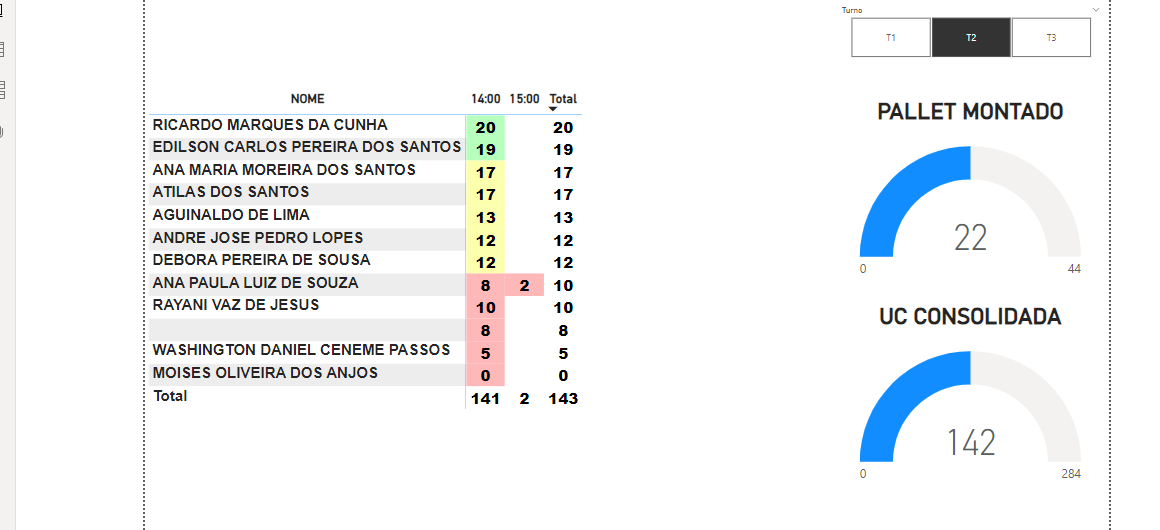 Turno
T1 T2 T3
NOME 14:00 15:00 Total
RICARDO MARQUES DA CUNHA 20 20
EDILSON CARLOS PEREIRA DOS SANTOS 19 19
ANA MARIA MOREIRA DOS SANTOS 17 17
ATILAS DOS SANTOS 17 17
AGUINALDO DE LIMA 13 13
ANDRE JOSE PEDRO LOPES 12 12
DEBORA PEREIRA DE SOUSA 12 12
ANA PAULA LUIZ DE SOUZA 8 2 10
RAYANI VAZ DE JESUS 10 10
8 8
WASHINGTON DANIEL CENEME PASSOS 5 5
MOISES OLIVEIRA DOS ANJOS 0 0
Total 141 2 143
PALLET MONTADO
22
0 44
UC CONSOLIDADA
142
0 284